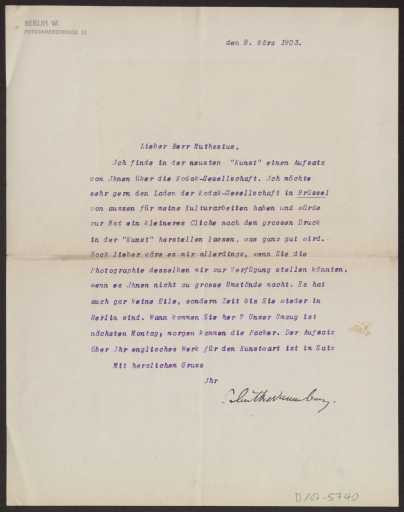 BERLIN W.
POTSDAMERSTRASSE
den 8. März 1903.
Lieber Herr Muthesius,
Ich finde in der neusten "Kunst" einen Aufsatz
von Ihnen über die Kodak-Gesellschaft. Ich möchte
sehr gern den Laden der Kodak-Gesellschaft in Brüssel
von aussen für meine Kulturarbeiten haben und würde
zur Not ein kleineres Cliche nach dem grossen Druck
in der "Kunst" herstellen lassen, was ganz gut wird.
Noch lieber wäre es mir allerdings, wenn Sie die
Photographie desselben mir zur Verfügung stellen könnten,
wenn es Ihnen nicht zu grosse Umstände macht. Es hat
auch gar keine Eile, sondern Zeit bis Sie wieder in
Berlin sind. Wann kommen Sie her ? Unser Umzug ist
nächsten Montag, morgen kommen die Packer. Der Aufsatz
über Ihr englisches Werk für den Kunstwart ist im Satz
Mit herzlichem Gruss
Ihr
D 102-5740